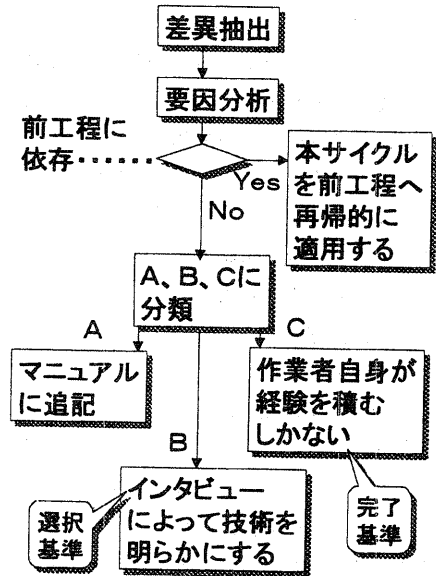 差異抽出
要因分析
前工程に
依存・・・・・・
Yes
No
本サイクル
を前工程へ
再帰的に
適用する
A、B、Cに
分類
A
C
マニュアル
に追記
作業者自身が
経験を積む
しかない
B
インタビュー
によって技術を
明らかにする
選択
基準
完了
基準